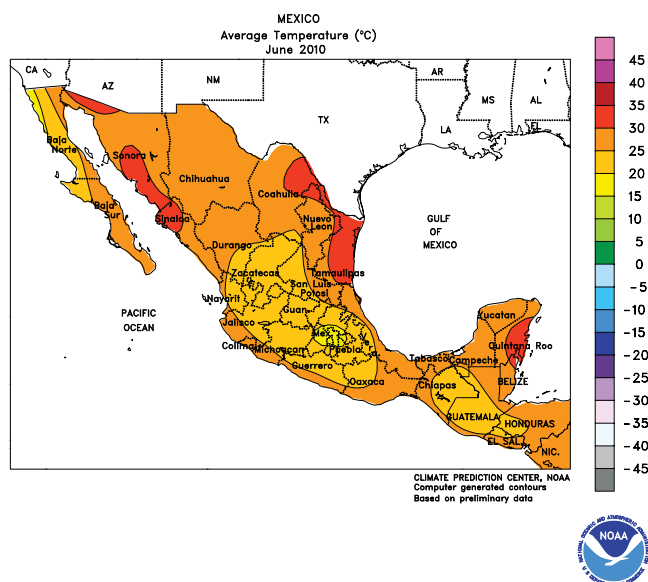 MEXICO
Average Temperature (°C)
June 2010
CA
AZ
NM
AR
MS
AL
TX
LA
FL
Baja
Norte
Sonora
Chihuahua
Coahuila
Baja
Sur
Sinaloa
Nuevo
Leon
Durango
Zacatecas
Tamaulipas
San Luis
Potosi
Nayarit
Guan.
Jalisco
Mex.
Ve.
Colima
Michoacan
Puebla
Guerrero
Oaxaca
Tabasco
Campeche
Yucatan
Quintana Roo
Chiapas
BELIZE
GUATEMALA
HONDURAS
EL SAL.
NIC.
GULF
OF
MEXICO
PACIFIC
OCEAN
45
40
35
30
25
20
15
10
5
0
-5
-10
-15
-20
-25
-30
-35
-40
-45
CLIMATE PREDICTION CENTER, NOAA
Computer generated contours
Based on preliminary data
NOAA